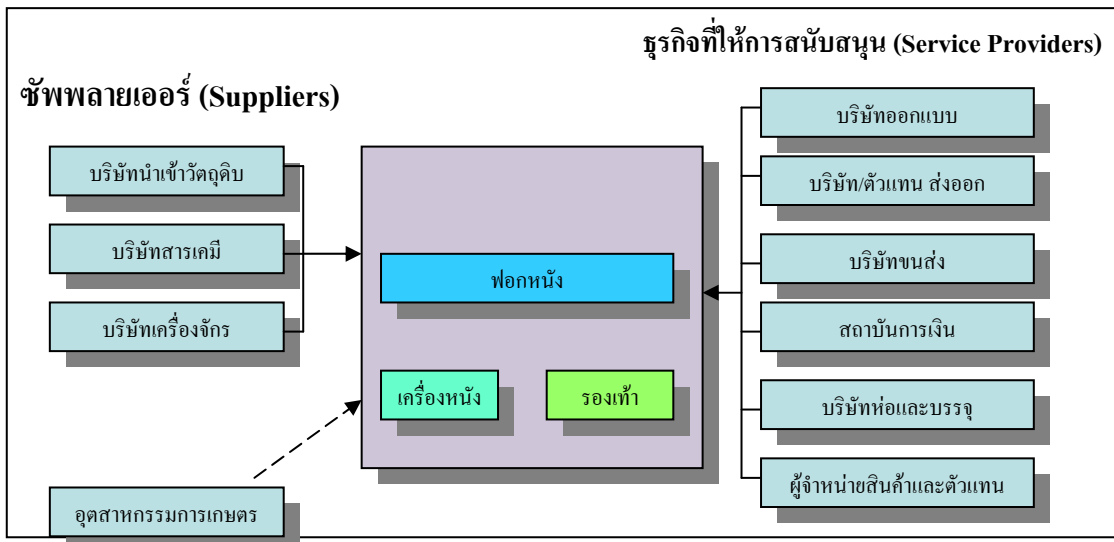 ธุรกิจที่ให้การสนับสนุน (Service Providers)
ซัพพลายเออร์ (Suppliers)
บริษัทนำเข้าวัตถุดิบ
บริษัทสารเคมี
บริษัทเครื่องจักร
อุตสาหกรรมการเกษตร
ฟอกหนัง
เครื่องหนัง
รองเท้า
บริษัทออกแบบ
บริษัท/ตัวแทน ส่งออก
บริษัทขนส่ง
สถาบันการเงิน
บริษัทห่อและบรรจุ
ผู้จำหน่ายสินค้าและตัวแทน